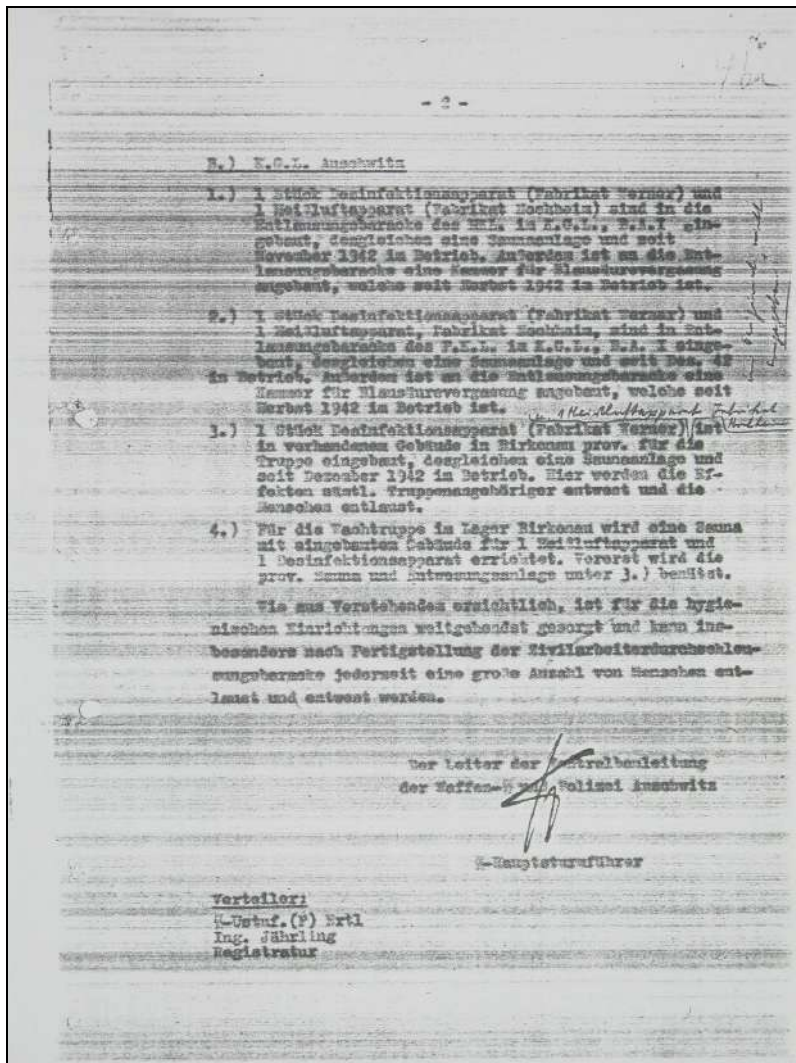 - 2 -
B.) K.G.L. Auschwitz
1.) 1 Stück Desinfektionsapparat (Fabrikat Werner) und
1 Heißluftapparat (Fabrikat Hochheim) sind in die
Entlausungsbaracke des in K.G.L., B.A.I ein-
gebaut, desgleichen eine Saunaanlage und seit
November 1942 in Betrieb. Außerdem ist an die Ent-
lausungsbaracke eine Kammer für Blausäurevergasung
angebaut, welche seit Herbst 1942 in Betrieb ist.
2.) 1 Stück Desinfektionsapparat (Fabrikat Werner) und
1 Heißluftapparat, Fabrikat Hochheim, sind in Ent-
lausungsbaracke des F.K.L. in K.G.L., B.A. I einge-
baut, desgleichen eine Saunaanlage und seit Dez. 42
in Betrieb. Außerdem ist an die Entlausungsbaracke eine
Kammer für Blausäurevergasung angebaut, welche seit
Herbst 1942 in Betrieb ist.
1 Heißluftapparat Fabrikat
3.) 1 Stück Desinfektionsapparat (Fabrikat Werner) ist
in vorhandenem Gebäude in Birkenau prov. für die
Truppe eingebaut, desgleichen eine Saunaanlage und
seit Dezember 1942 in Betrieb. Hier werden die Ef-
fekten sämtl. Truppenangehöriger entwest und die
Menschen entlaust.
4.) Für die Wachtruppe im Lager Birkenau wird eine Sauna
mit eingebautem Gebäude für 1 Heißluftapparat und
1 Desinfektionsapparat errichtet. Vorerst wird die
prov. Sauna und Entwesungsanlage unter 3.) benützt.
Wie aus Vorstehendem ersichtlich, ist für die hygie-
nischen Einrichtungen weitgehendst gesorgt und kann ins-
besonders nach Fertigstellung der Zivilarbeiterdurchschleu-
sungsbaracke jederzeit eine große Anzahl von Menschen ent-
laust und entwest werden.
Der Leiter der Zentralbauleitung
der Waffen-SS und Polizei Auschwitz
SS-Hauptsturmführer
Verteiler:
SS-Ustuf.(F) Ertl
Ing. Jährling
Registratur